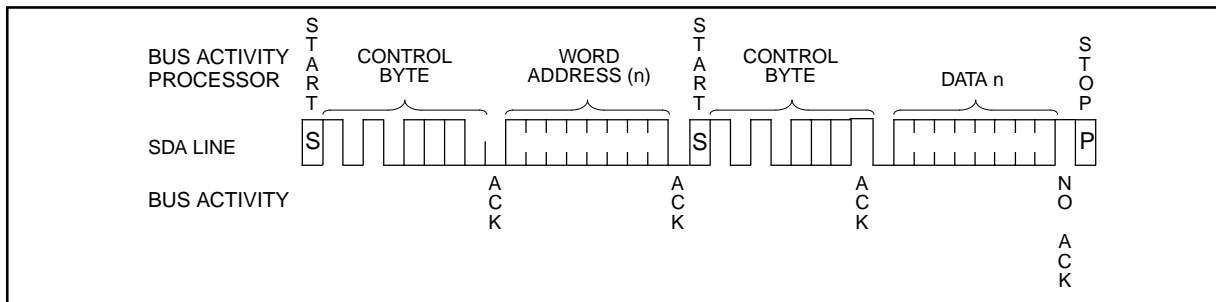 BUS ACTIVITY
PROCESSOR
START
CONTROL
BYTE
WORD
ADDRESS (n)
START
CONTROL
BYTE
DATA n
STOP
SDA LINE
S
S
P
BUS ACTIVITY
ACK
ACK
ACK
NO ACK